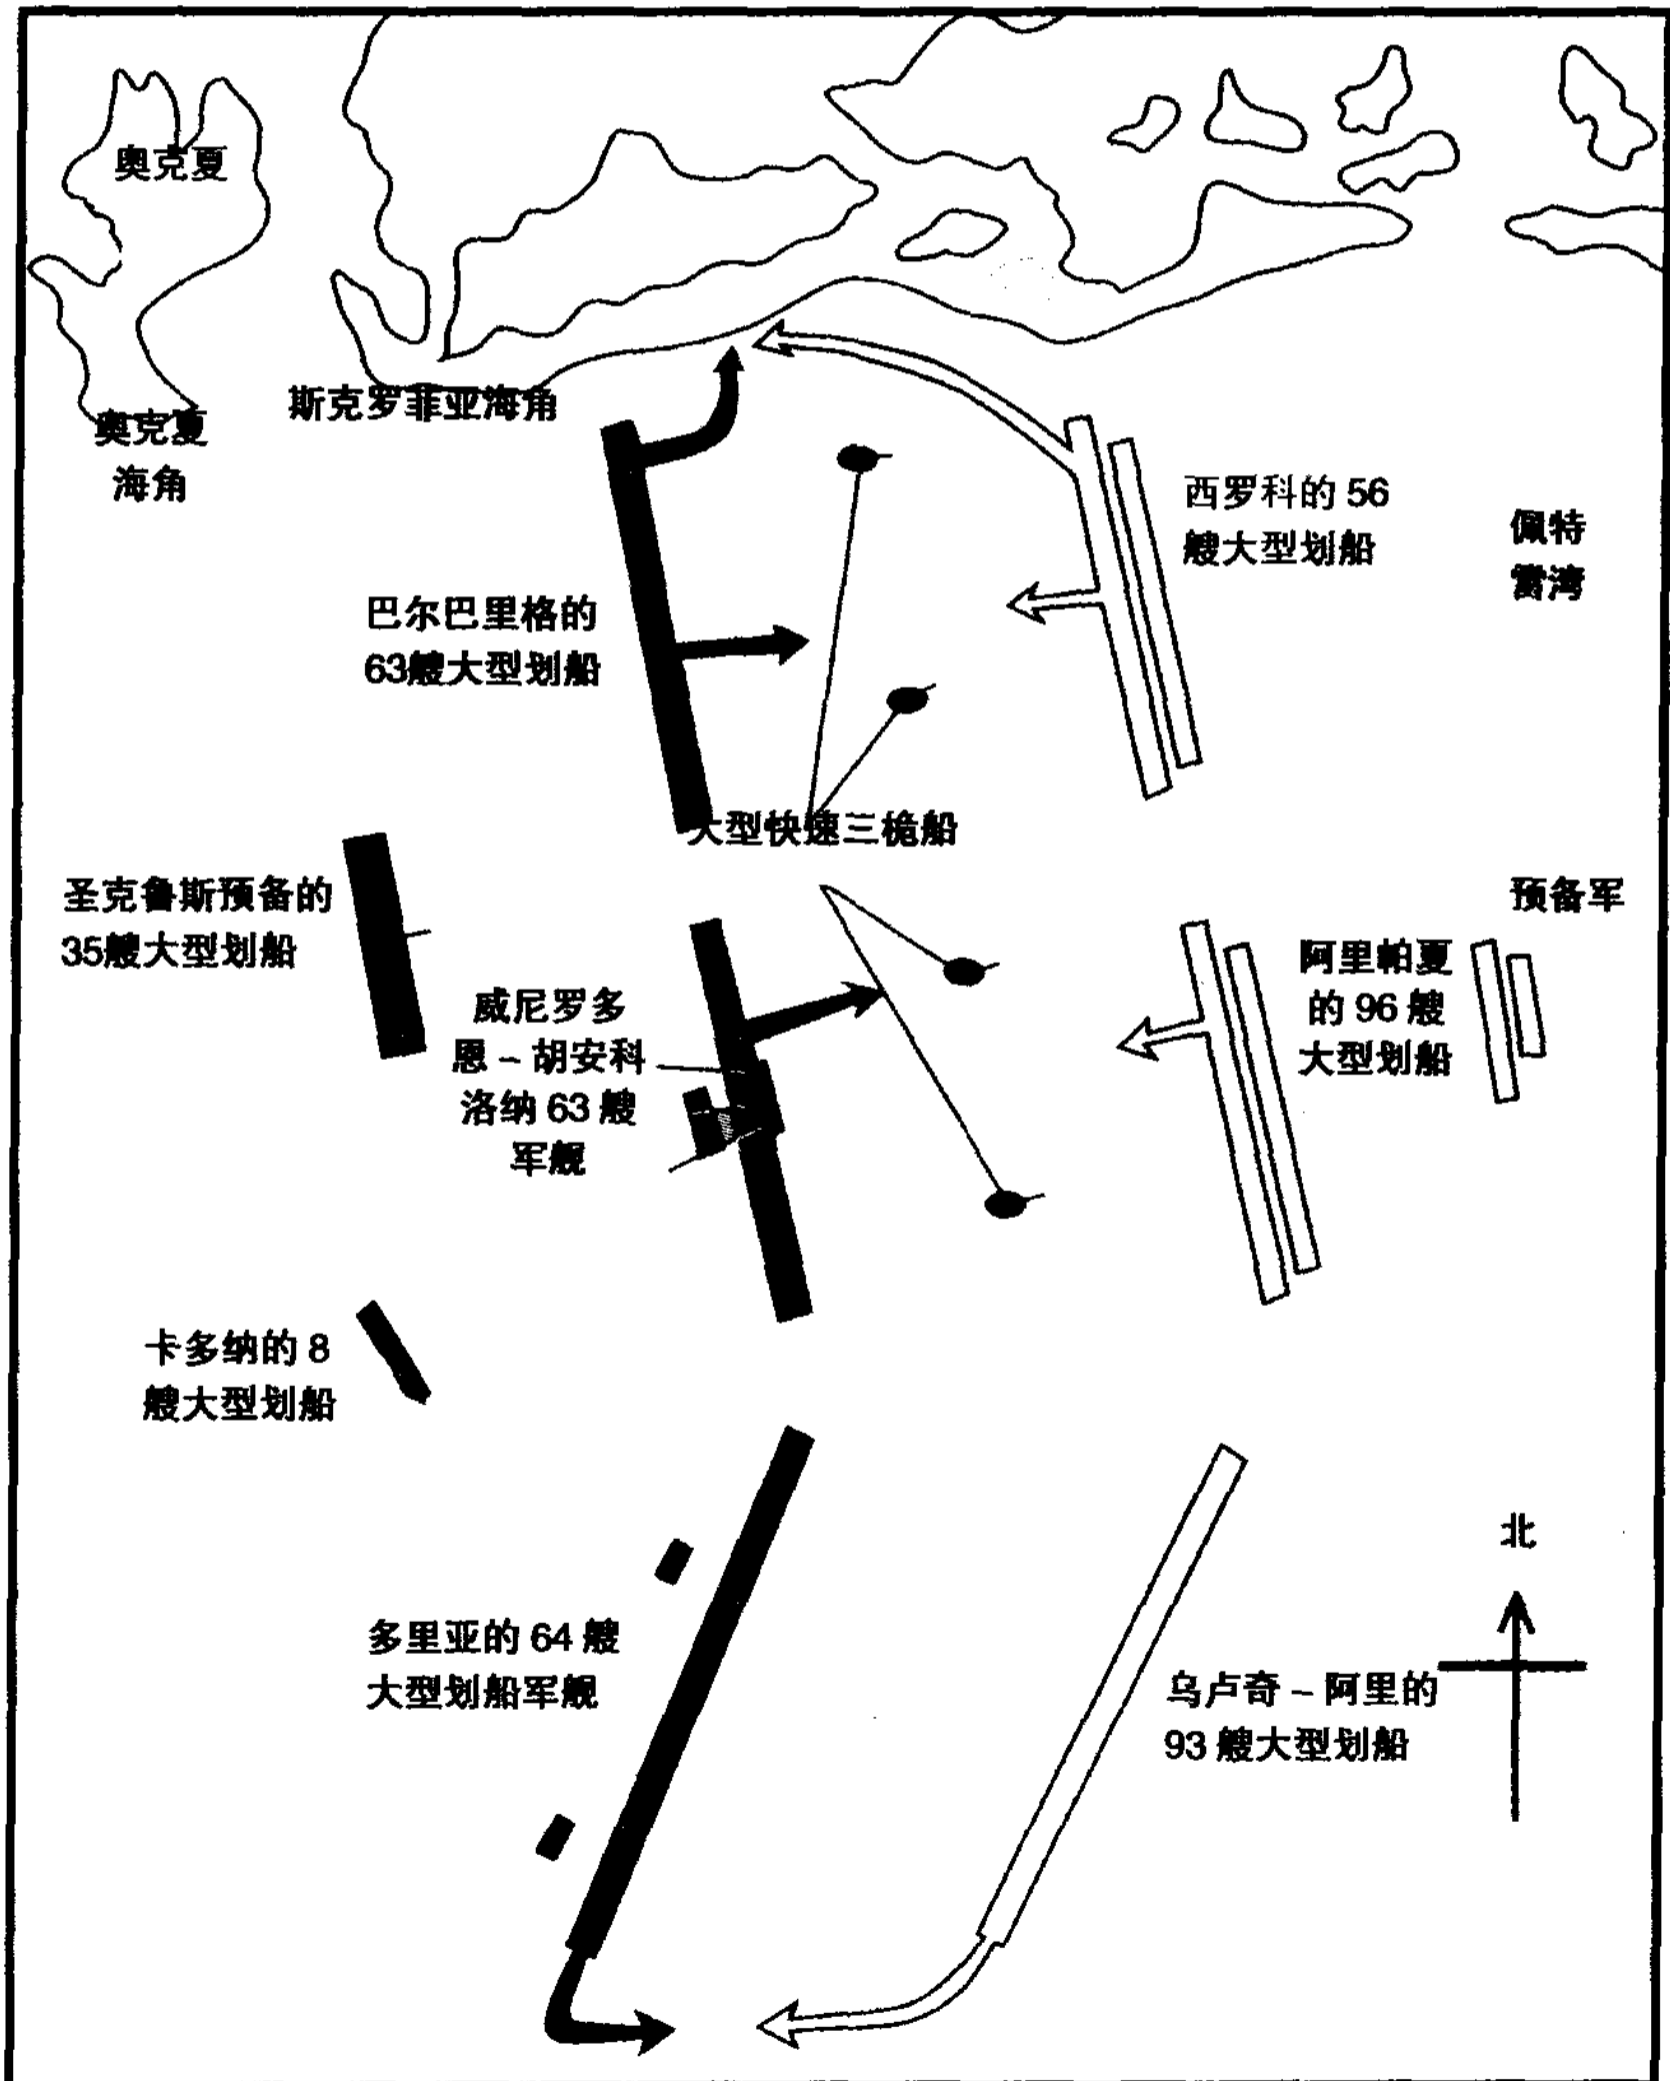 奥克夏
奥克夏
海角
斯克罗菲亚海角
西罗科的 56
艘大型划船
佩特
雷湾
巴尔巴里格的
63艘大型划船
大型快速三桅船
圣克鲁斯预备的
35艘大型划船
预备军
阿里帕夏
的 96 艘
大型划船
威尼罗多
恩－胡安科
洛纳 63 艘
军舰
卡多纳的 8
艘大型划船
多里亚的 64 艘
大型划船军舰
北
乌卢奇－阿里的
93 艘大型划船